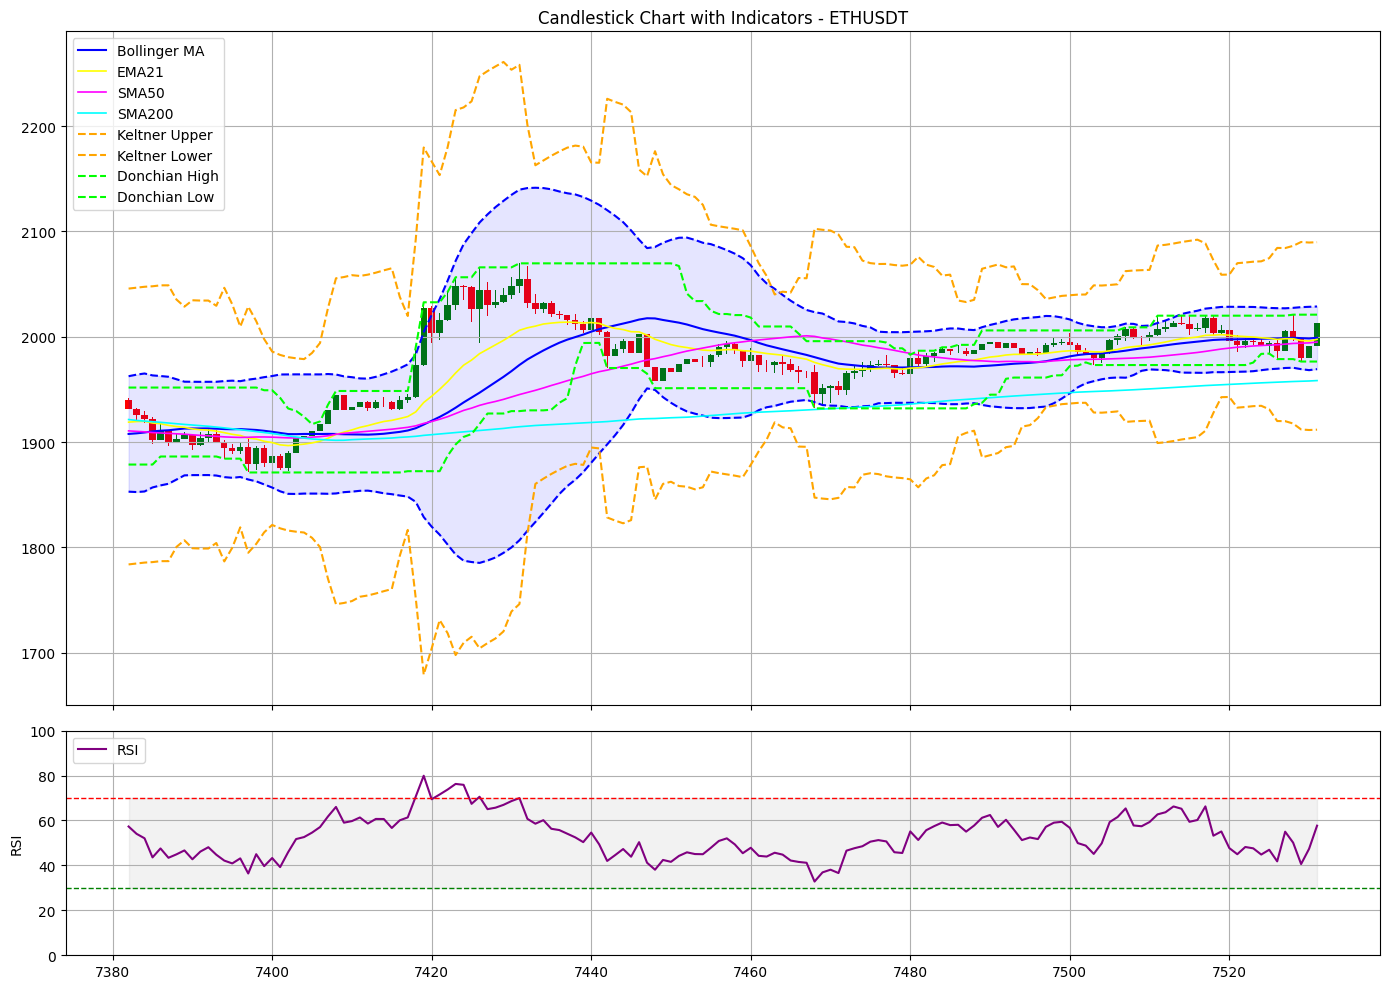 Candlestick Chart with Indicators - ETHUSDT
Bollinger MA
EMA21
SMA50
SMA200
Keltner Upper
Keltner Lower
Donchian High
Donchian Low
2200
2100
2000
1900
1800
1700
RSI
100
80
60
40
20
0
RSI
7380
7400
7420
7440
7460
7480
7500
7520